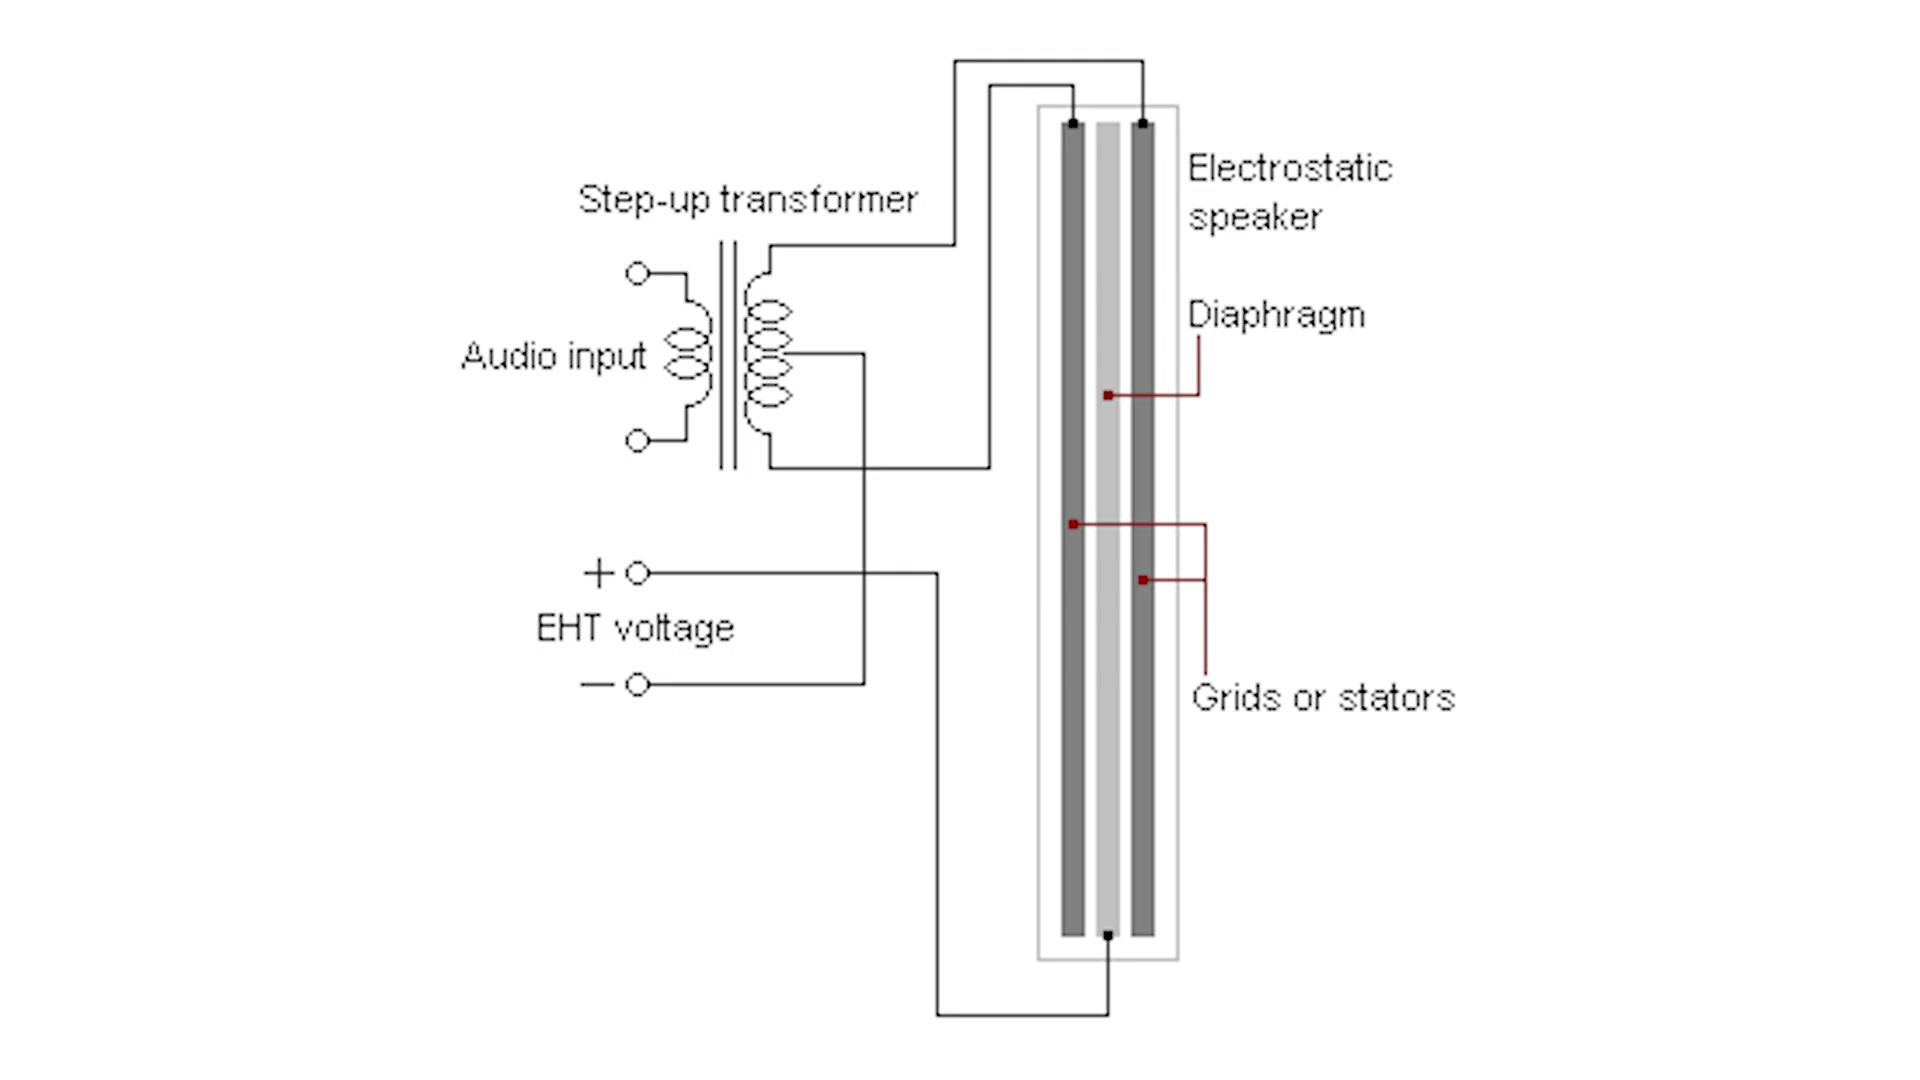 Step-up transformer
Audio input
+
EHT voltage
−
Electrostatic
speaker
Diaphragm
Grids or stators